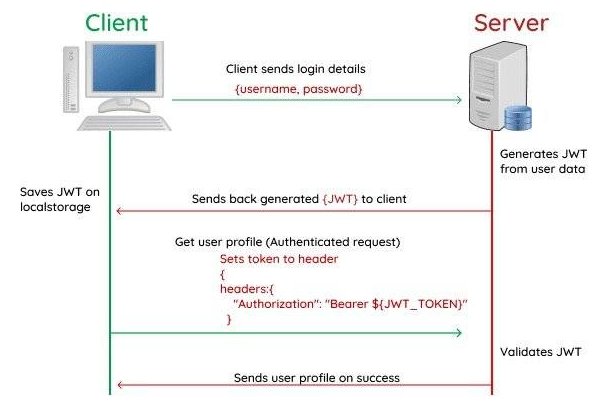 Client
Server
Client sends login details
{username, password}
Generates JWT
from user data
Saves JWT on
localstorage
Sends back generated {JWT} to client
Get user profile (Authenticated request)
Sets token to header
{
headers:{
"Authorization": "Bearer ${JWT_TOKEN}"
}
Validates JWT
Sends user profile on success